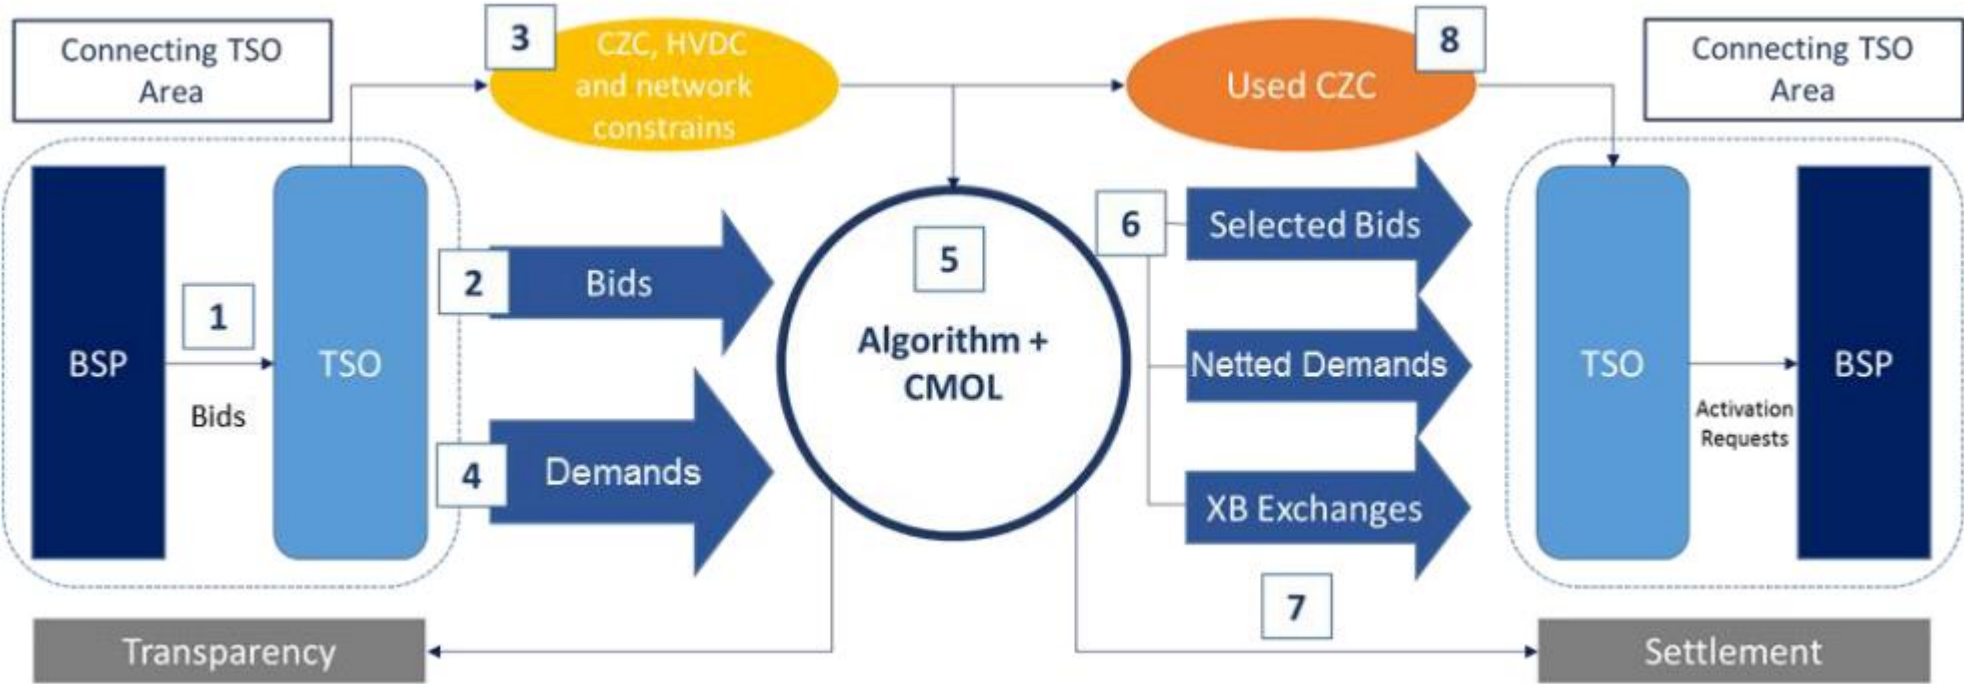 Connecting TSO
Area
3
CZC, HVDC
and network
constrains
Used CZC
8
Connecting TSO
Area
BSP
1
Bids
TSO
2
Bids
4
Demands
5
Algorithm +
CMOL
6
Selected Bids
Netted Demands
XB Exchanges
7
TSO
Activation
Requests
BSP
Transparency
Settlement